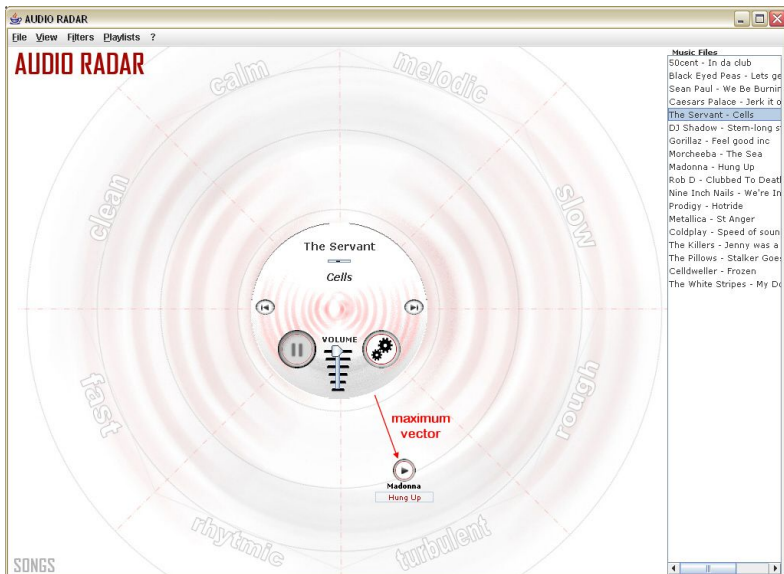 AUDIO RADAR
File View Filters Playlists ?
AUDIO RADAR
calm
melodic
clean
slow
fast
rough
rhytmic
turbulent
The Servant
Cells
VOLUME
maximum
vector
Madonna
Hung Up
SONGS
Music Files
50cent - In da club
Black Eyed Peas - Lets ge
Sean Paul - We Be Burnin
Caesars Palace - Jerk it o
The Servant - Cells
DJ Shadow - Stem-long s
Gorillaz - Feel good inc
Morcheeba - The Sea
Madonna - Hung Up
Rob D - Clubbed To Deat
Nine Inch Nails - We're In
Prodigy - Hotride
Metallica - St Anger
Coldplay - Speed of soun
The Killers - Jenny was a
The Pillows - Stalker Goes
Celldweller - Frozen
The White Stripes - My Do